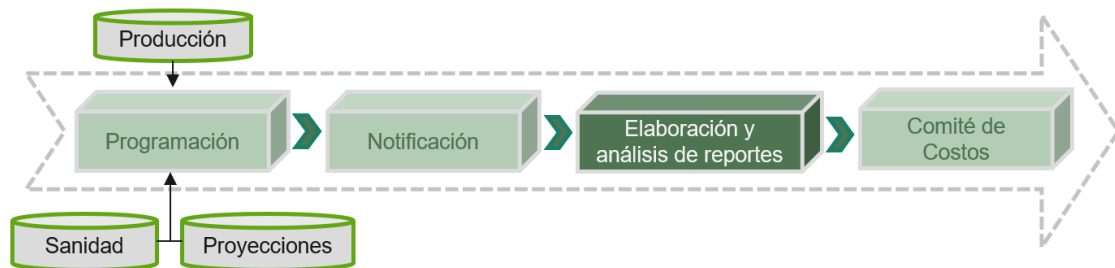 Producción
Programación
Notificación
Elaboración y
análisis de reportes
Comité de
Costos
Sanidad
Proyecciones